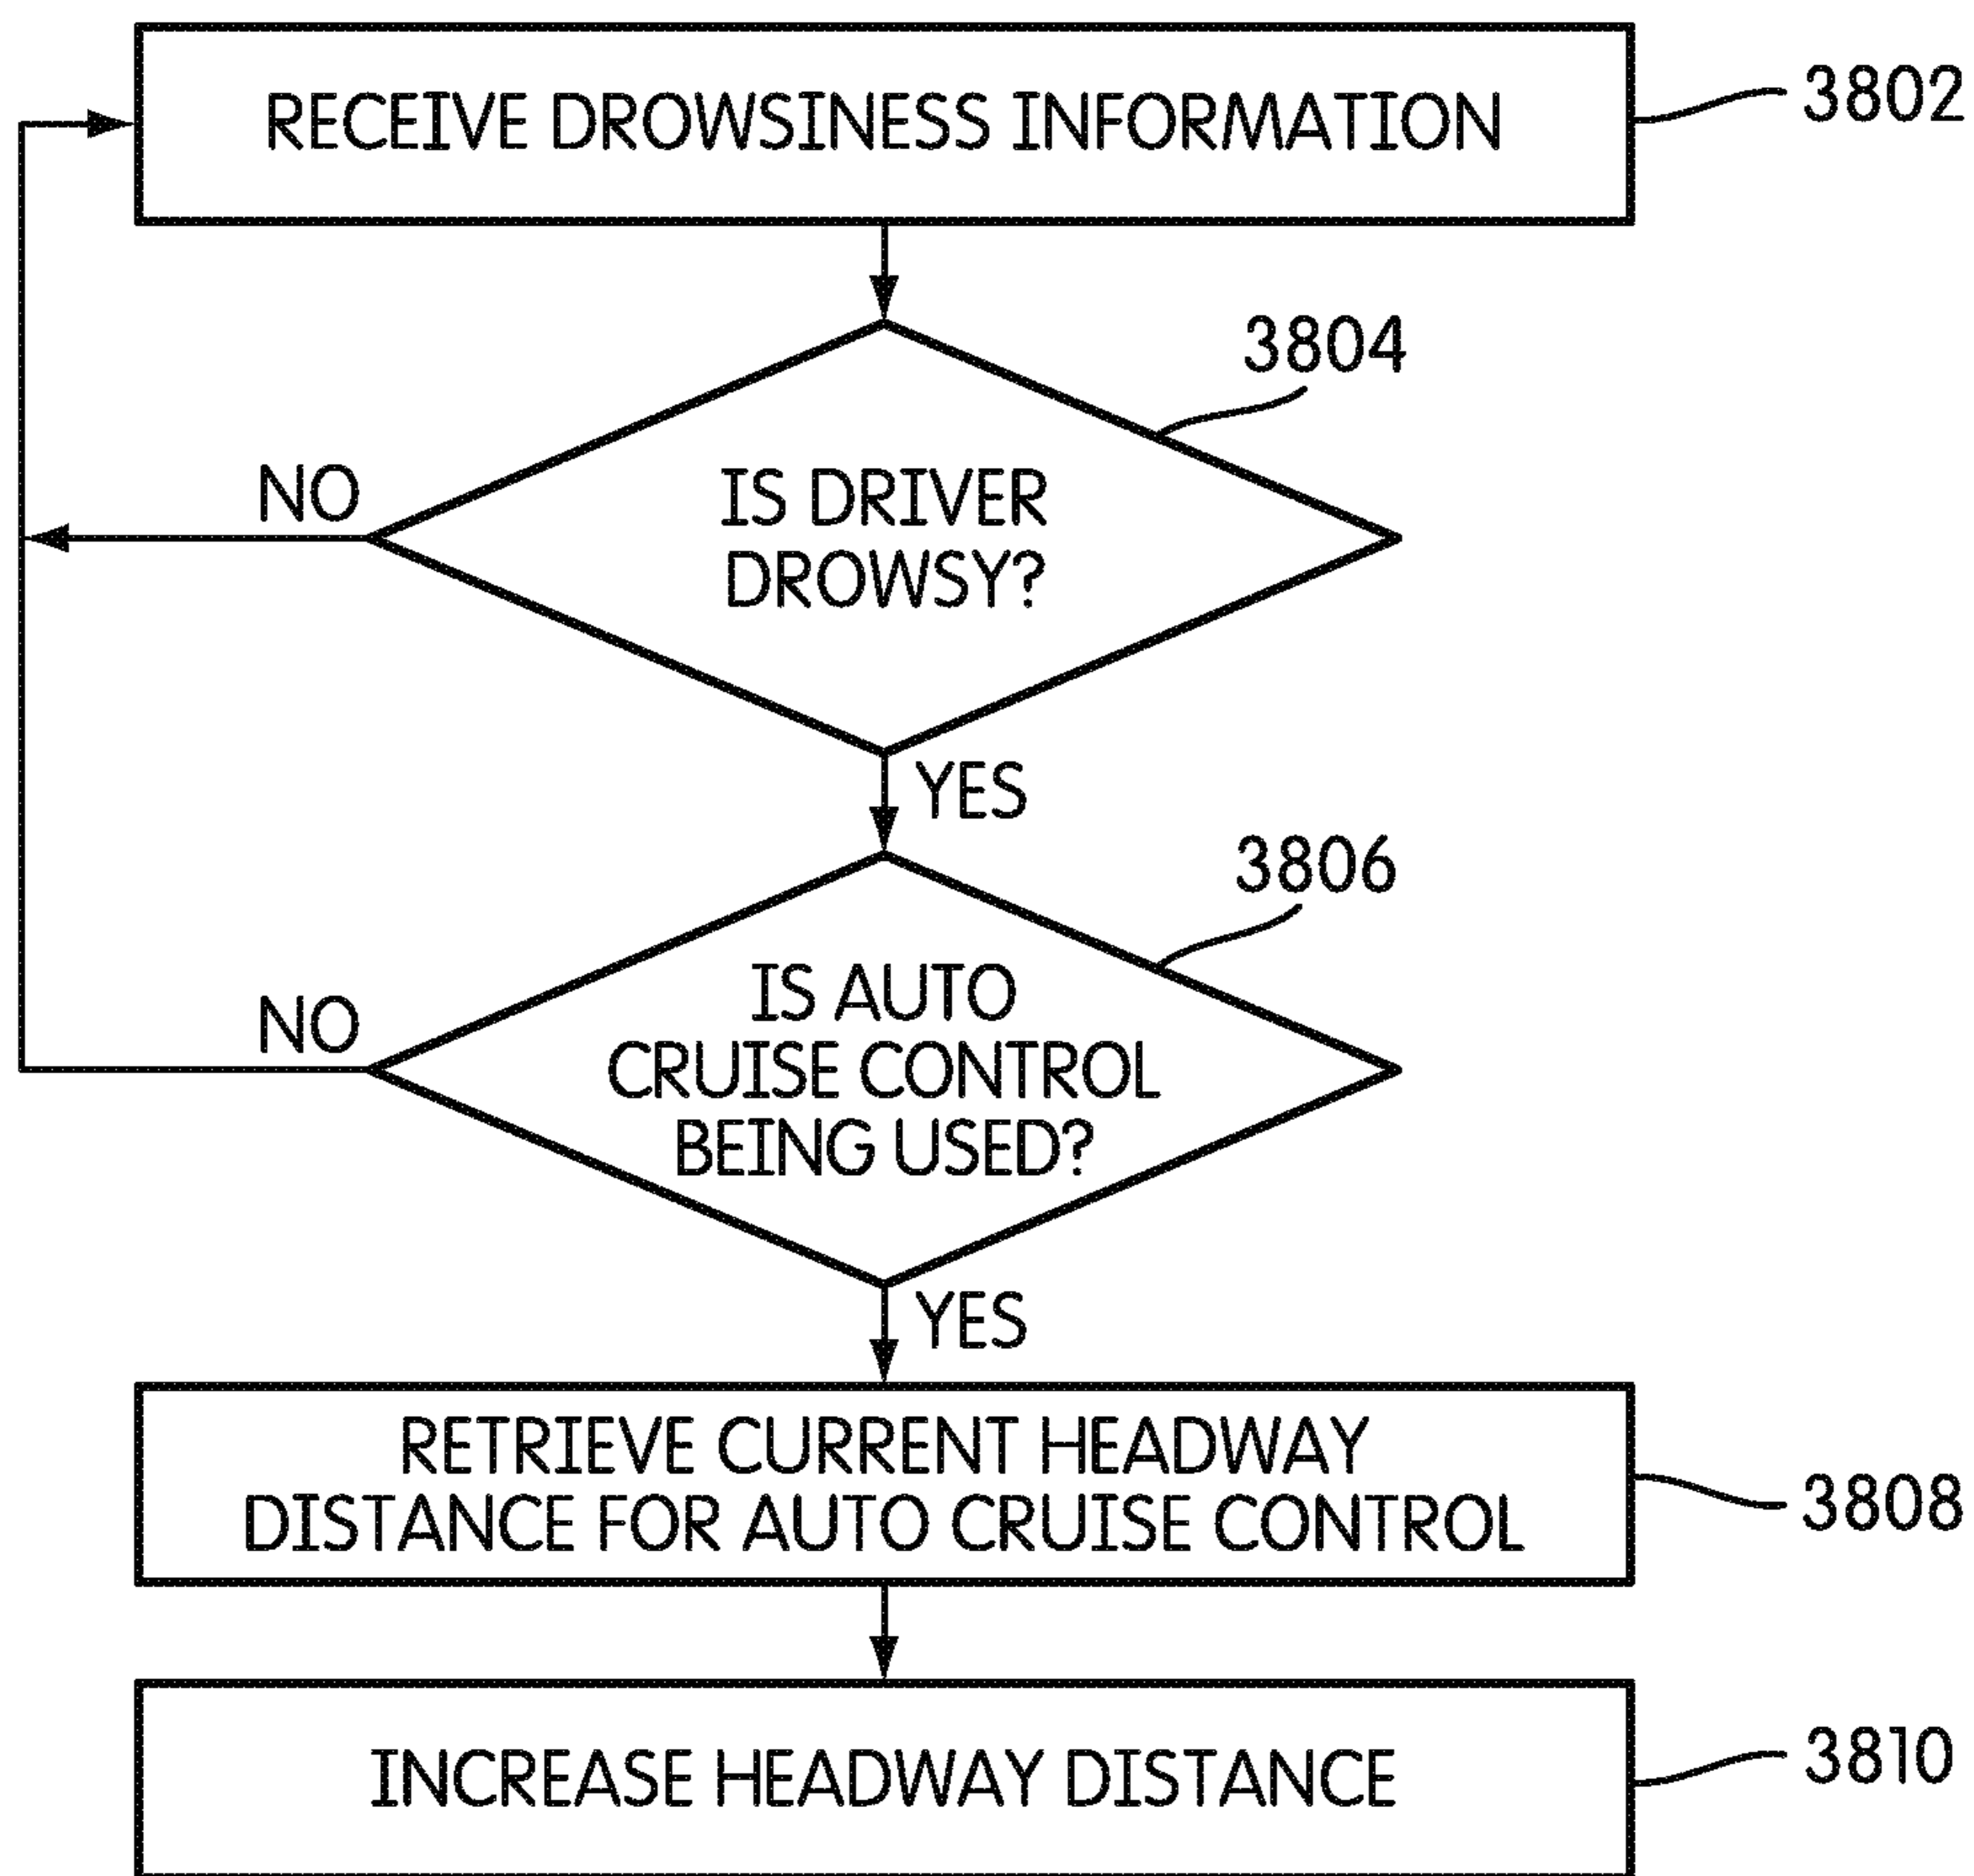 RECEIVE DROWSINESS INFORMATION
3802
3804
IS DRIVER
DROWSY?
NO
YES
3806
IS AUTO
CRUISE CONTROL
BEING USED?
NO
YES
RETRIEVE CURRENT HEADWAY
DISTANCE FOR AUTO CRUISE CONTROL
3808
INCREASE HEADWAY DISTANCE
3810